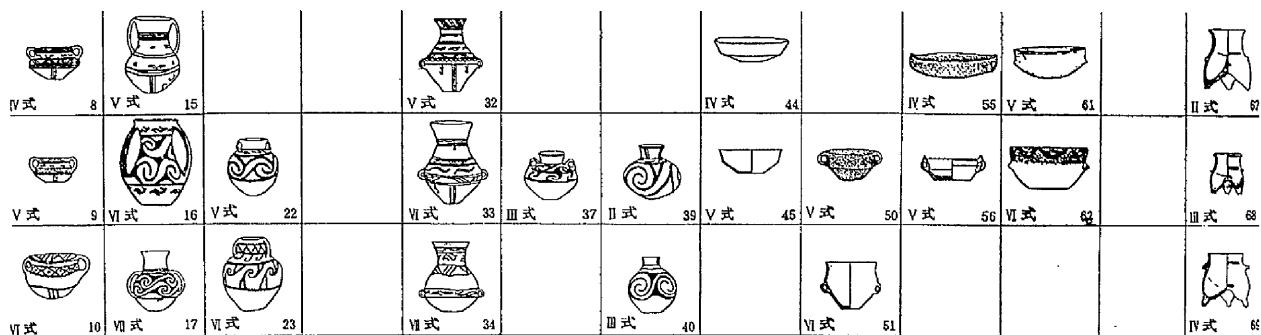 Ⅳ式 8 Ⅴ式 15 Ⅴ式 32 Ⅳ式 44 Ⅳ式 55 Ⅴ式 61 Ⅱ式 67
Ⅴ式 9 Ⅵ式 16 Ⅴ式 22 Ⅵ式 33 Ⅲ式 37 Ⅱ式 39 Ⅴ式 45 Ⅴ式 50 Ⅴ式 56 Ⅵ式 62 Ⅲ式 68
Ⅵ式 10 Ⅶ式 17 Ⅵ式 23 Ⅶ式 34 Ⅲ式 40 Ⅵ式 51 Ⅳ式 69